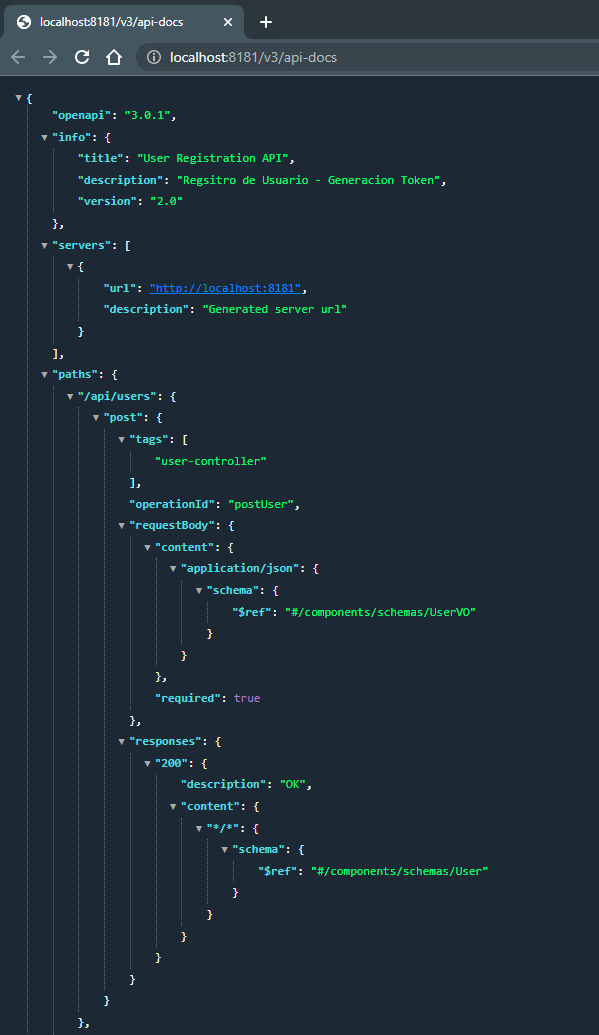 localhost:8181/v3/api-docs
localhost:8181/v3/api-docs
{
"openapi": "3.0.1",
"info": {
"title": "User Registration API",
"description": "Regsitro de Usuario - Generacion Token",
"version": "2.0"
},
"servers": [
{
"url": "http://localhost:8181",
"description": "Generated server url"
}
],
"paths": {
"/api/users": {
"post": {
"tags": [
"user-controller"
],
"operationId": "postUser",
"requestBody": {
"content": {
"application/json": {
"schema": {
"$ref": "#/components/schemas/UserVO"
}
}
},
"required": true
},
"responses": {
"200": {
"description": "OK",
"content": {
"*/*": {
"schema": {
"$ref": "#/components/schemas/User"
}
}
}
}
}
}
},